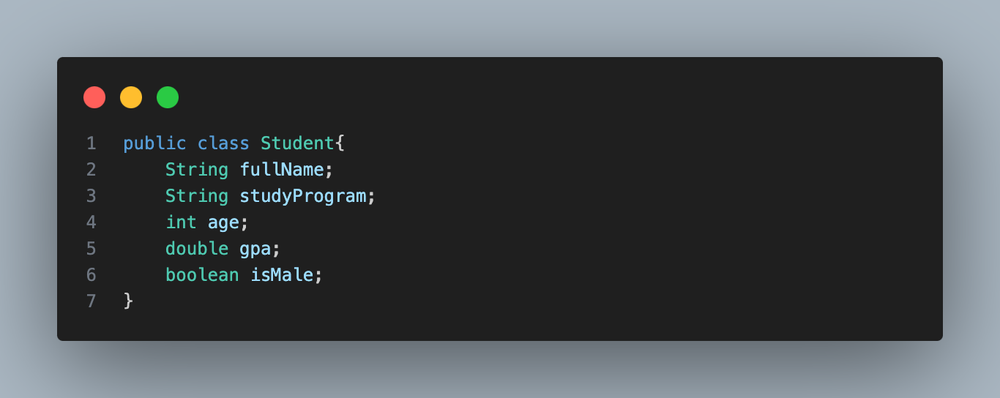 1 public class Student{
2     String fullName;
3     String studyProgram;
4     int age;
5     double gpa;
6     boolean isMale;
7 }